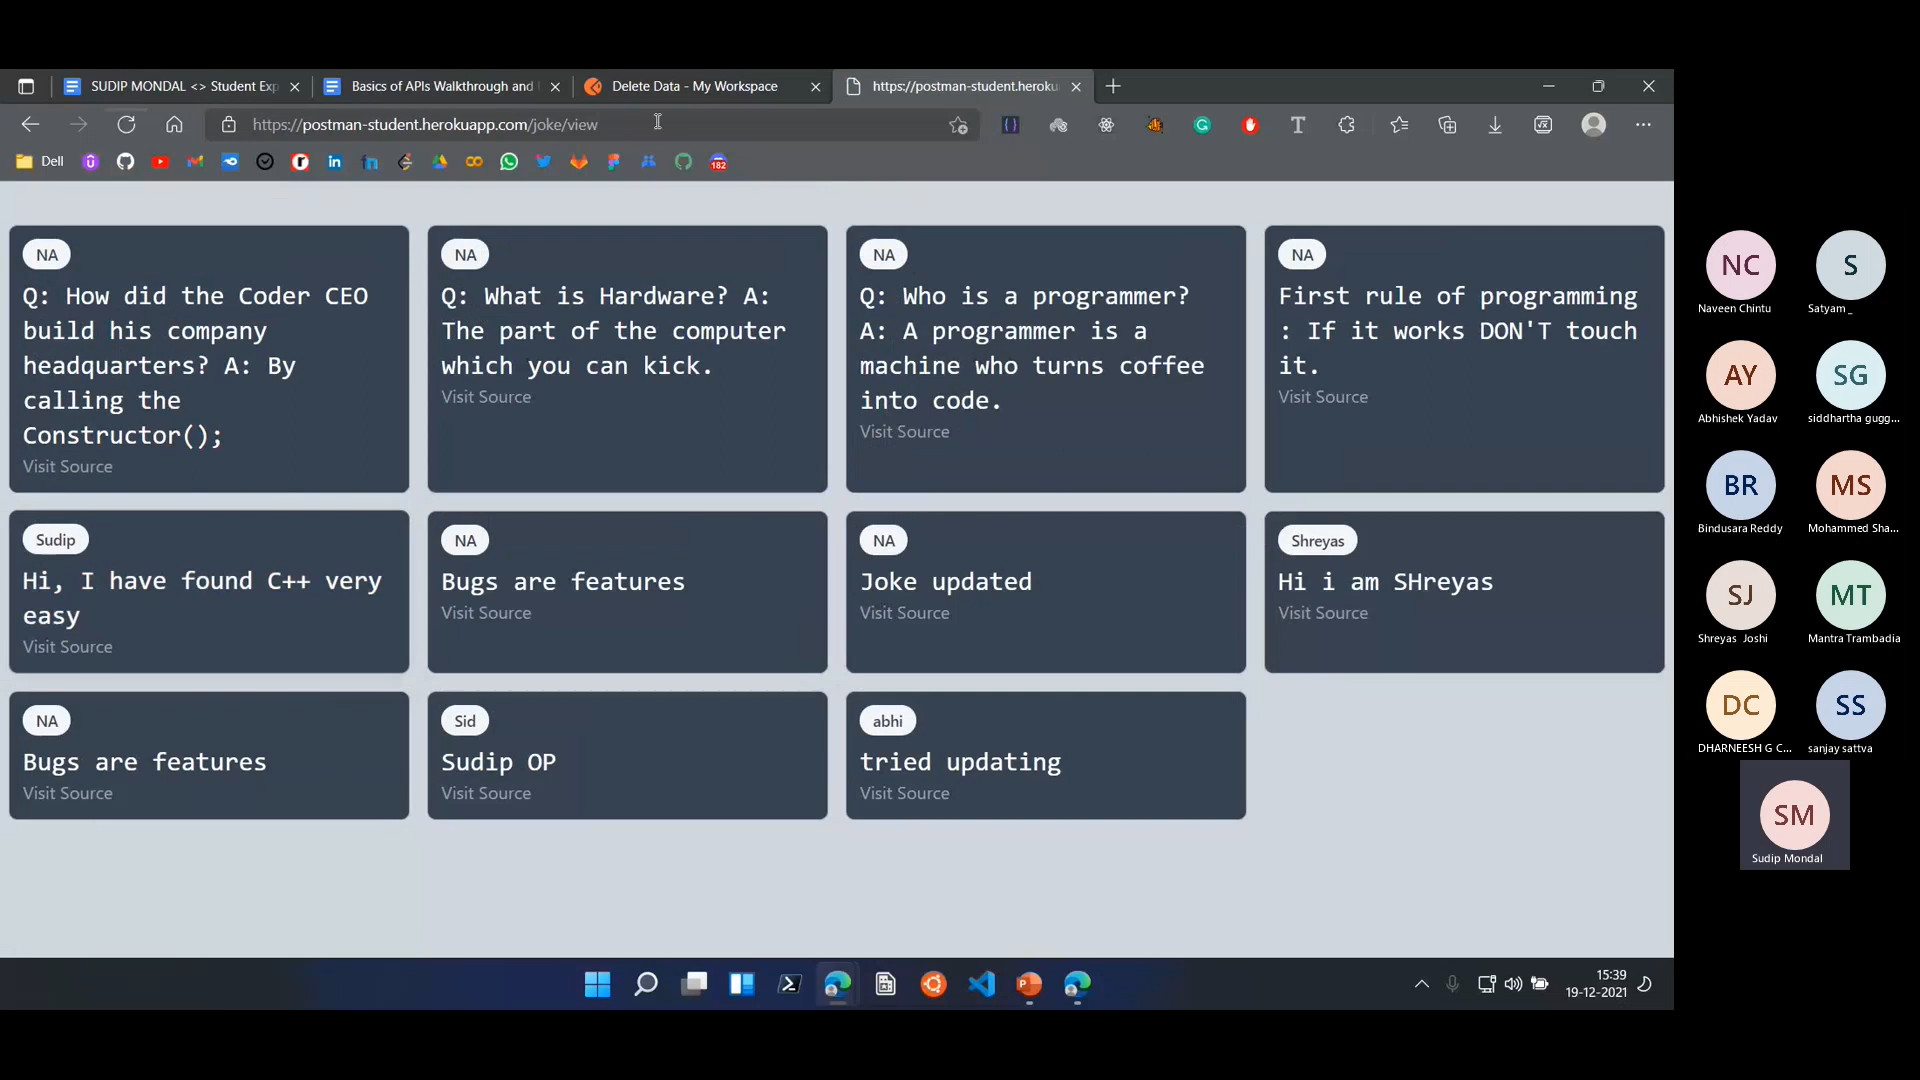 SUDIP MONDAL <> Student Exp
Basics of APIs Walkthrough and
Delete Data - My Workspace
https://postman-student.heroku
https://postman-student.herokuapp.com/joke/view
Dell
182
NA
Q: How did the Coder CEO
build his company
headquarters? A: By
calling the
Constructor();
Visit Source
NA
Q: What is Hardware? A:
The part of the computer
which you can kick.
Visit Source
NA
Q: Who is a programmer?
A: A programmer is a
machine who turns coffee
into code.
Visit Source
NA
First rule of programming
: If it works DON'T touch
it.
Visit Source
Sudip
Hi, I have found C++ very
easy
Visit Source
NA
Bugs are features
Visit Source
NA
Joke updated
Visit Source
Shreyas
Hi i am SHreyas
Visit Source
NA
Bugs are features
Visit Source
Sid
Sudip OP
Visit Source
abhi
tried updating
Visit Source
15:39
19-12-2021
NC
Naveen Chintu
S
Satyam _
AY
Abhishek Yadav
SG
siddhartha gugg...
BR
Bindusara Reddy
MS
Mohammed Sha...
SJ
Shreyas Joshi
MT
Mantra Trambadia
DC
DHARNEESH G C...
SS
sanjay sattva
SM
Sudip Mondal